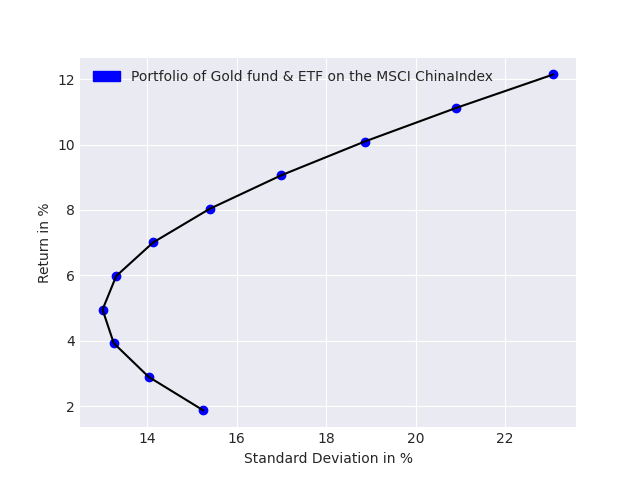 Portfolio of Gold fund & ETF on the MSCI ChinaIndex
12
10
8
6
4
2
Return in %
14 16 18 20 22
Standard Deviation in %